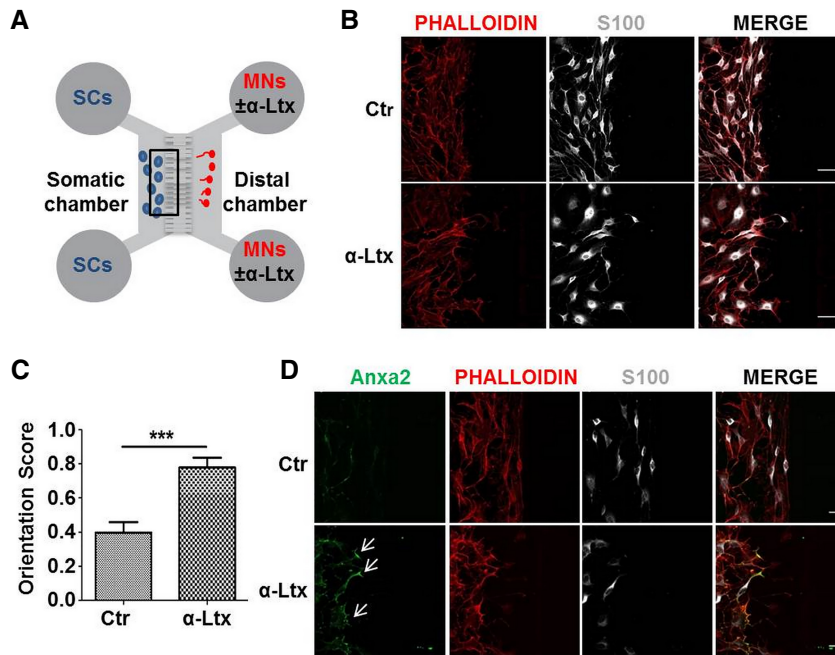 A
SCs
MNs
±α-Ltx
Somatic
chamber
Distal
chamber
SCs
MNs
±α-Ltx
B
PHALLOIDIN S100 MERGE
Ctr
α-Ltx
C
Orientation Score
1.0
0.8
0.6
0.4
0.2
0.0
***
Ctr α-Ltx
D
Anxa2 PHALLOIDIN S100 MERGE
Ctr
α-Ltx